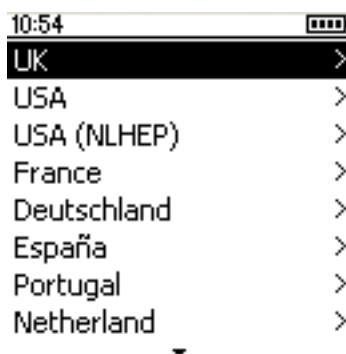 10:54
UK
USA
USA (NLHEP)
France
Deutschland
España
Portugal
Netherland